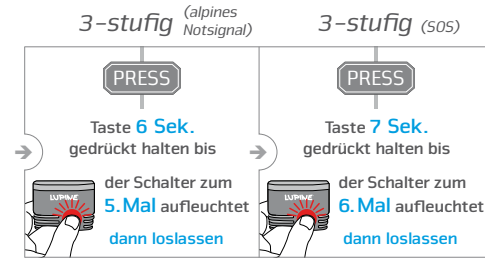 3-stufig (alpines Notsignal)
PRESS
Taste 6 Sek.
gedrückt halten bis
der Schalter zum
5. Mal aufleuchtet
dann loslassen
LUPINE
3-stufig (SOS)
PRESS
Taste 7 Sek.
gedrückt halten bis
der Schalter zum
6. Mal aufleuchtet
dann loslassen
LUPINE